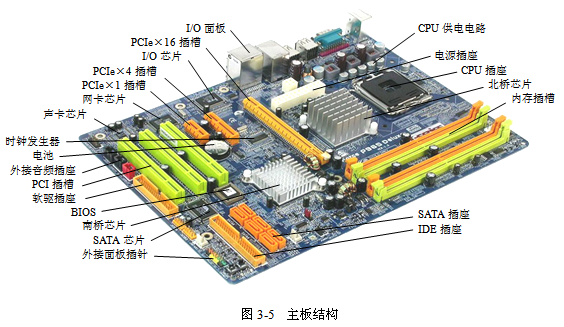 I/O 面板
PCIe×16 插槽
I/O 芯片
PCIe×4 插槽
PCIe×1 插槽
网卡芯片
声卡芯片
时钟发生器
电池
外接音频插座
PCI 插槽
软驱插座
BIOS
南桥芯片
SATA 芯片
外接面板插针
CPU 供电电路
电源插座
CPU 插座
北桥芯片
内存插槽
SATA 插座
IDE 插座
图 3-5 主板结构